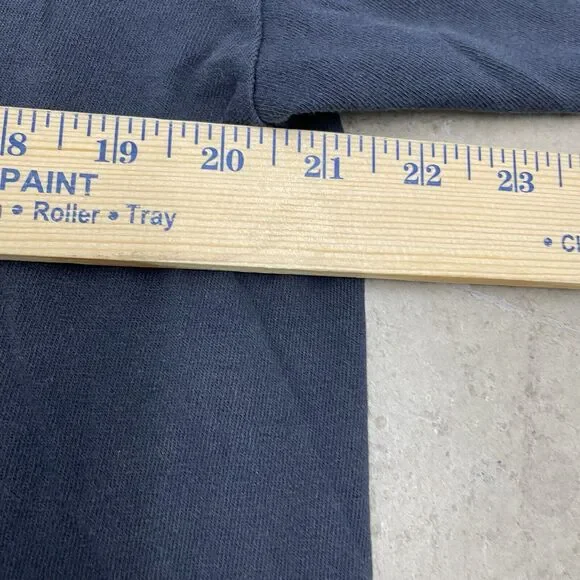 8 19 20 21 22 23
PAINT
• Roller • Tray